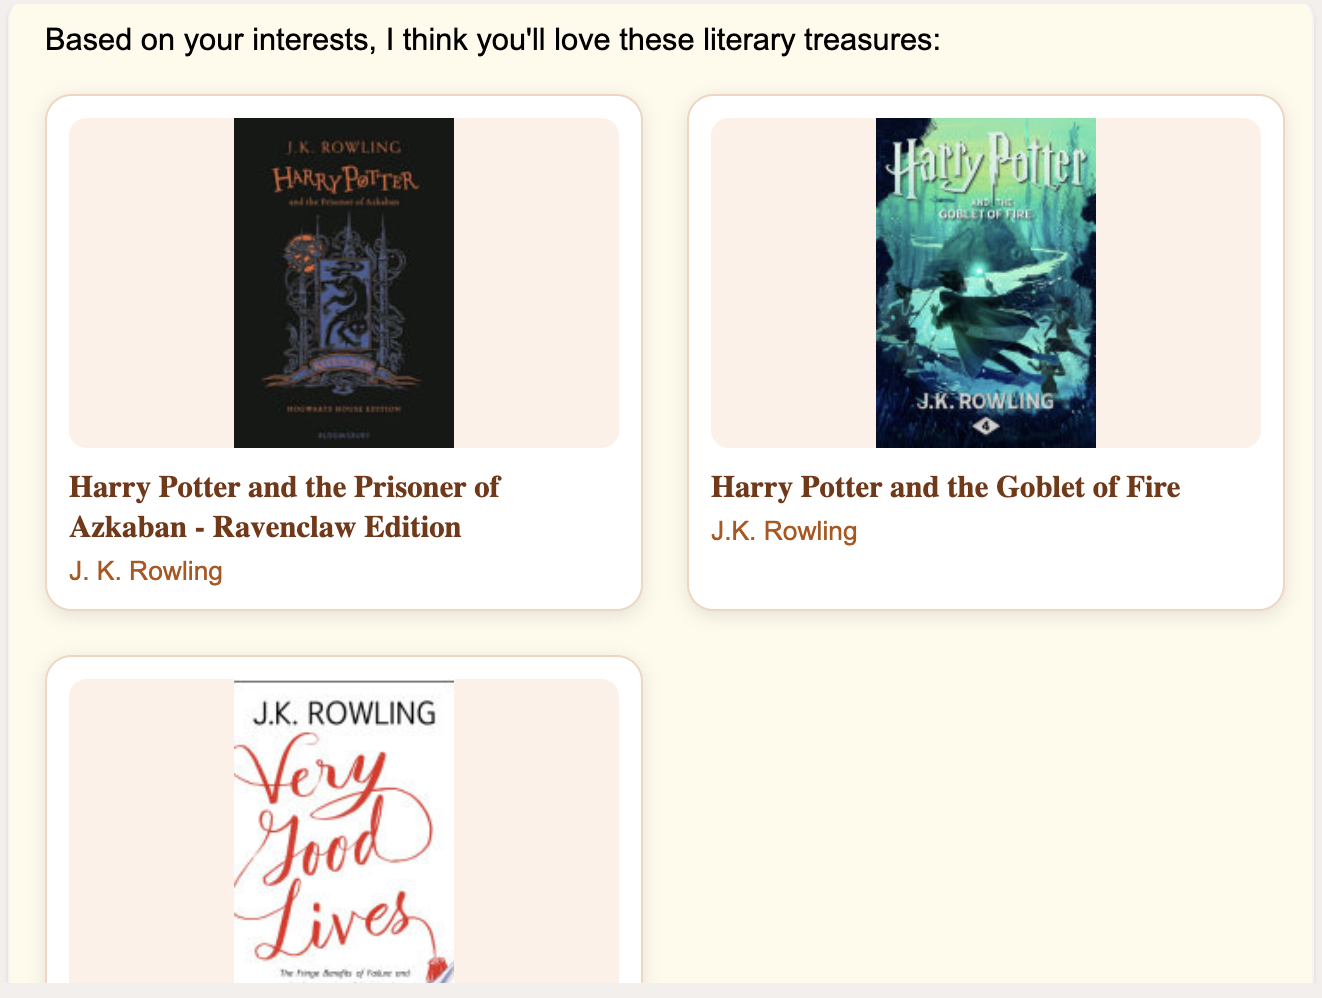 Based on your interests, I think you'll love these literary treasures:
J.K. ROWLING
HARRY POTTER
and the Prisoner of Azkaban
RAVENCLAW
HOGWARTS HOUSE EDITION
BLOOMSBURY
Harry Potter and the Prisoner of
Azkaban - Ravenclaw Edition
J. K. Rowling
Harry Potter
AND THE
GOBLET OF FIRE
J.K. ROWLING
4
Harry Potter and the Goblet of Fire
J.K. Rowling
J.K. ROWLING
Very
Good
Lives
The Fringe Benefits of Failure and